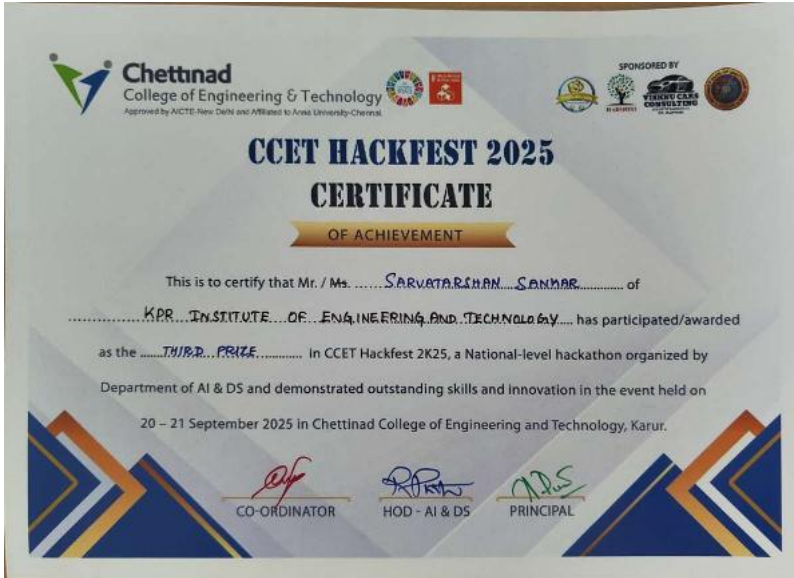 Chettinad
College of Engineering & Technology
Approved by AICTE-New Delhi and Affiliated to Anna University-Chennai
SPONSORED BY
VISHNU CARS
CONSULTING
CCET HACKFEST 2025
CERTIFICATE
OF ACHIEVEMENT
This is to certify that Mr. / Ms. ...... SARVATARSHAN SANKAR ............ of
.................. KPR INSTITUTE OF ENGINEERING AND TECHNOLOGY .... has participated/awarded
as the ...... THIRD PRIZE ............ in CCET Hackfest 2K25, a National-level hackathon organized by
Department of AI & DS and demonstrated outstanding skills and innovation in the event held on
20 – 21 September 2025 in Chettinad College of Engineering and Technology, Karur.
CO-ORDINATOR
HOD - AI & DS
PRINCIPAL